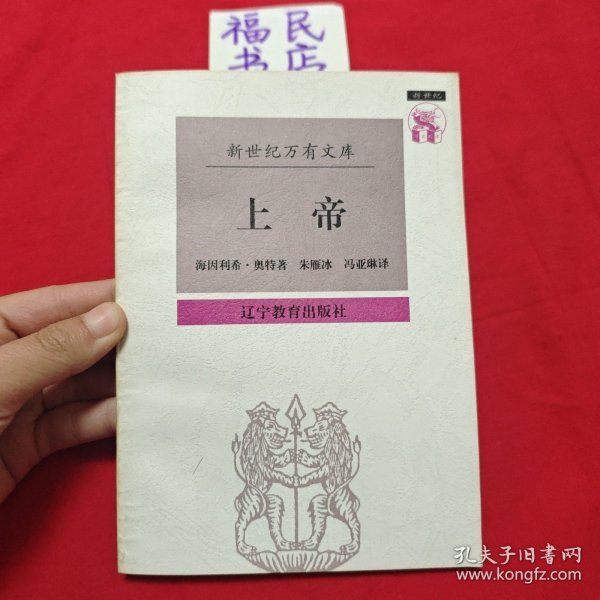 福民
书店
新世纪
新世纪万有文库
上帝
海因利希·奥特著 朱雁冰 冯亚琳译
辽宁教育出版社
孔夫子旧书网
www.kongfz.com